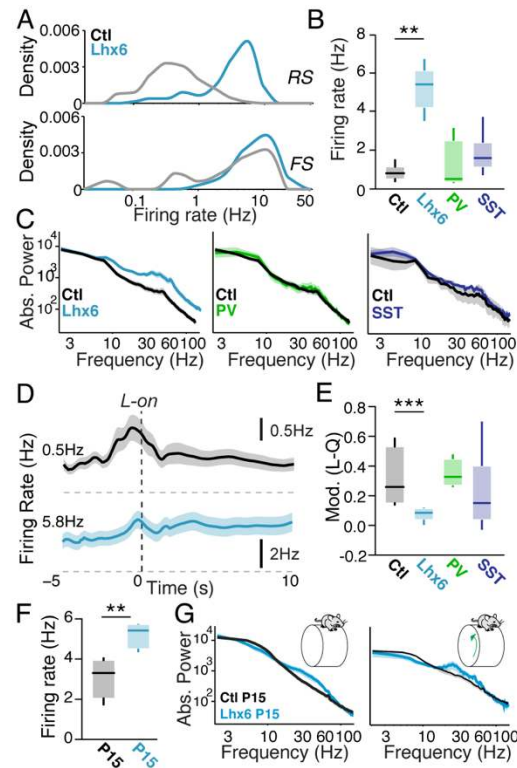 A
Ctl
Lhx6
0.006
0.003
0
Density
RS
0.006
0.003
0
Density
FS
0.1 1 10 50
Firing rate (Hz)
B
**
Firing rate (Hz)
6
4
2
0
Ctl Lhx6 PV SST
C
Abs. Power
10⁴
10³
10²
Ctl
Lhx6
3 10 30 60 100
Frequency (Hz)
Ctl
PV
3 10 30 60 100
Frequency (Hz)
Ctl
SST
3 10 30 60 100
Frequency (Hz)
D
L-on
Firing Rate (Hz)
0.5Hz
0.5Hz
5.8Hz
2Hz
−5 0 Time (s) 10
E
***
Mod. (L-Q)
0.8
0.6
0.4
0.2
0.0
Ctl Lhx6 PV SST
F
**
Firing rate (Hz)
6
4
2
0
P15 P15
G
Abs. Power
10⁴
10³
10²
Ctl P15
Lhx6 P15
3 10 30 60 100
Frequency (Hz)
3 10 30 60 100
Frequency (Hz)